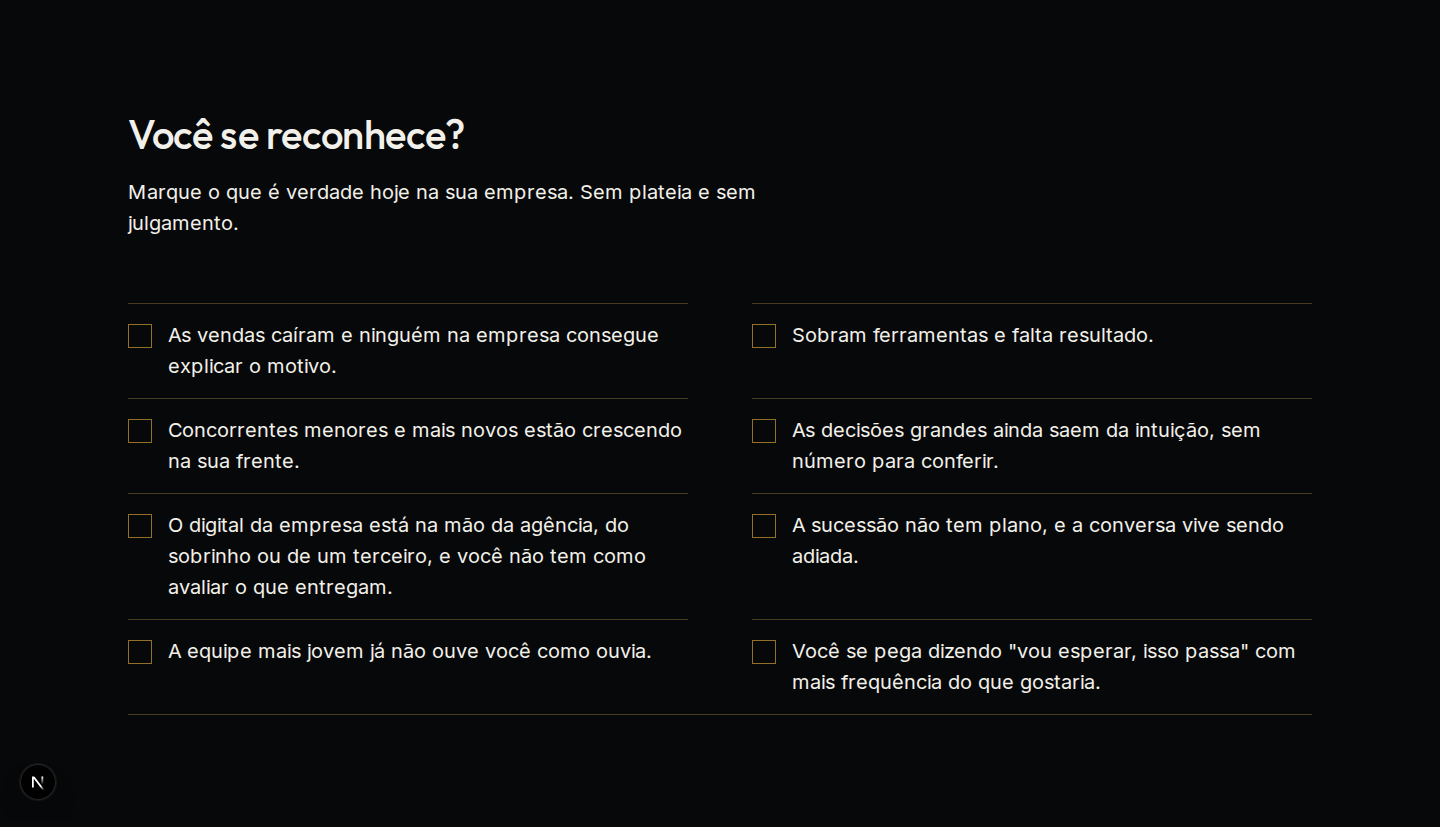 Você se reconhece?
Marque o que é verdade hoje na sua empresa. Sem plateia e sem
julgamento.
As vendas caíram e ninguém na empresa consegue
explicar o motivo.
Sobram ferramentas e falta resultado.
Concorrentes menores e mais novos estão crescendo
na sua frente.
As decisões grandes ainda saem da intuição, sem
número para conferir.
O digital da empresa está na mão da agência, do
sobrinho ou de um terceiro, e você não tem como
avaliar o que entregam.
A sucessão não tem plano, e a conversa vive sendo
adiada.
A equipe mais jovem já não ouve você como ouvia.
Você se pega dizendo "vou esperar, isso passa" com
mais frequência do que gostaria.
N